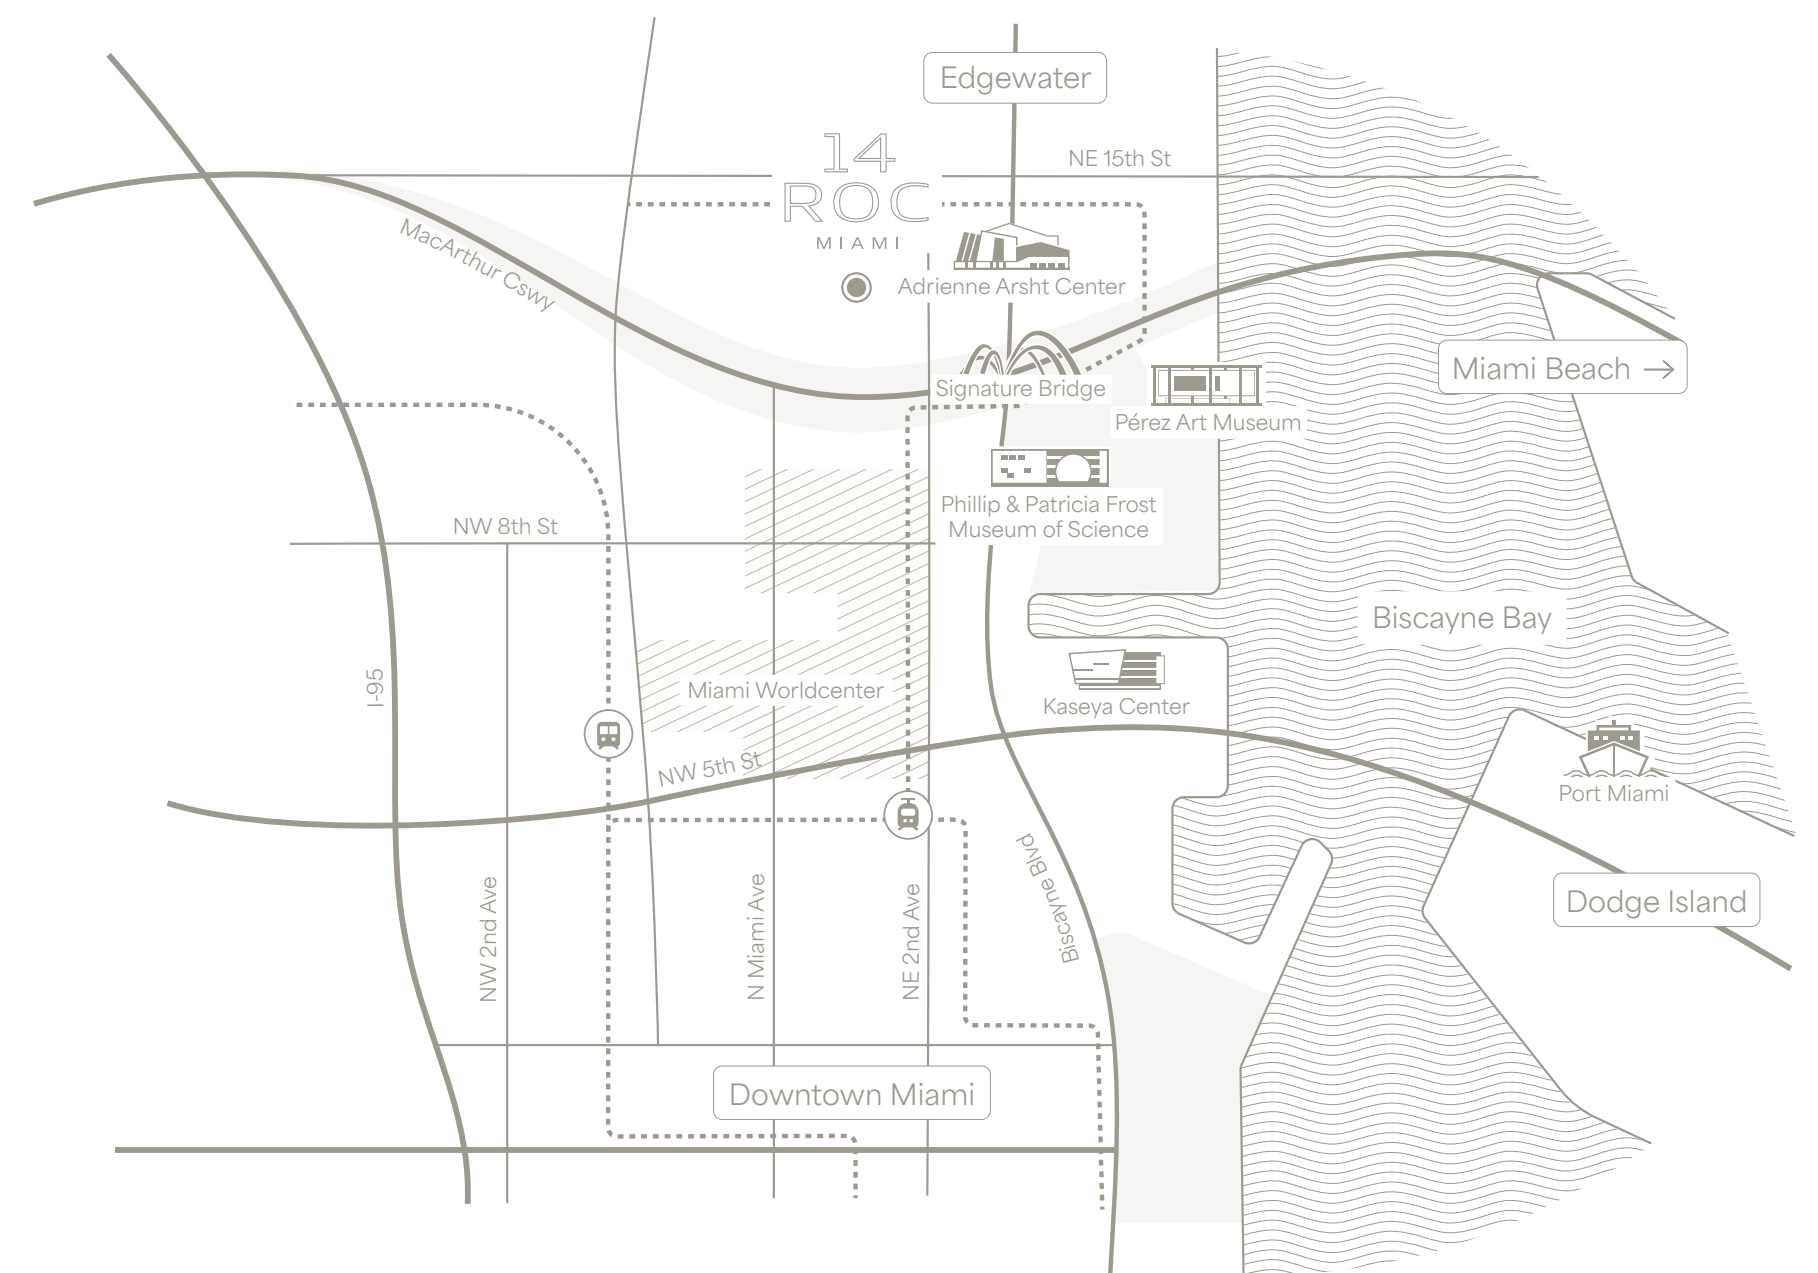 Edgewater
14
ROC
MIAMI
NE 15th St
MacArthur Cswy
Adrienne Arsht Center
Signature Bridge
Miami Beach →
Pérez Art Museum
Phillip & Patricia Frost
Museum of Science
NW 8th St
Biscayne Bay
I-95
Miami Worldcenter
Kaseya Center
NW 5th St
Port Miami
Biscayne Blvd
NW 2nd Ave
N Miami Ave
NE 2nd Ave
Dodge Island
Downtown Miami